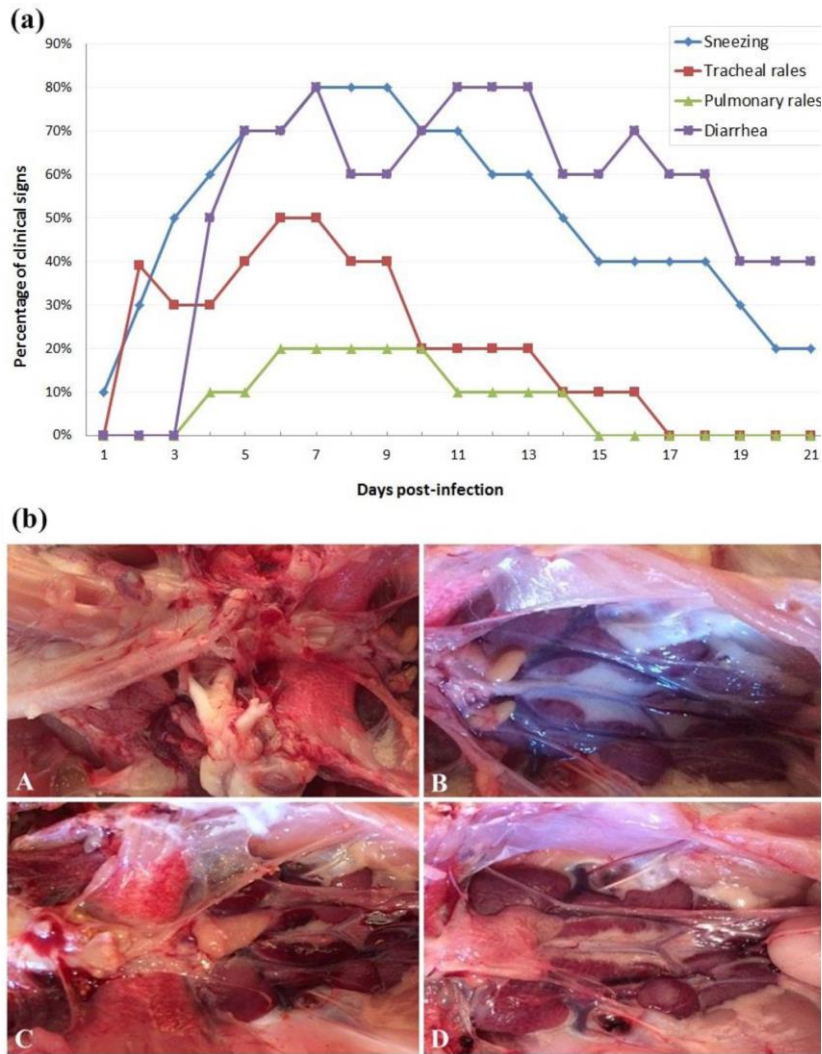 (a)
90%
80%
70%
60%
50%
40%
30%
20%
10%
0%
Percentage of clinical signs
Sneezing
Tracheal rales
Pulmonary rales
Diarrhea
1 3 5 7 9 11 13 15 17 19 21
Days post-infection
(b)
A
B
C
D